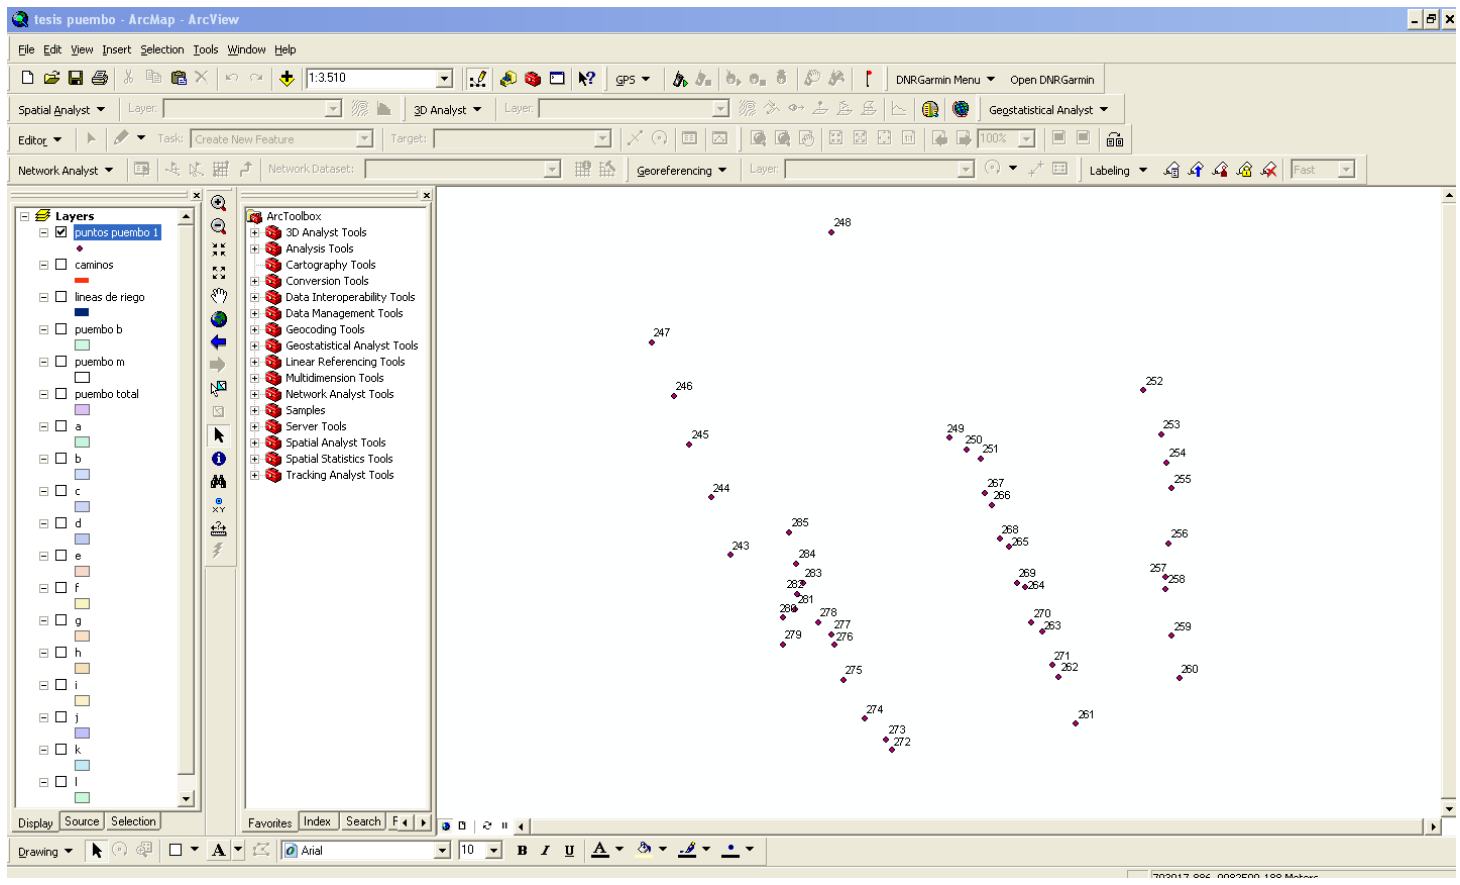 tesis puembo - ArcMap - ArcView
File Edit View Insert Selection Tools Window Help
1:3.510 GPS DNRGarmin Menu Open DNRGarmin
Spatial Analyst Layer: 3D Analyst Layer: Geostatistical Analyst
Editor Task: Create New Feature Target: 100%
Network Analyst Network Dataset: Georeferencing Layer: Labeling Fast
Layers
puntos puembo 1
caminos
lineas de riego
puembo b
puembo m
puembo total
a
b
c
d
e
f
g
h
i
j
k
l
Display Source Selection
ArcToolbox
3D Analyst Tools
Analysis Tools
Cartography Tools
Conversion Tools
Data Interoperability Tools
Data Management Tools
Geocoding Tools
Geostatistical Analyst Tools
Linear Referencing Tools
Multidimension Tools
Network Analyst Tools
Samples
Server Tools
Spatial Analyst Tools
Spatial Statistics Tools
Tracking Analyst Tools
Favorites Index Search
248
247
246
252
245
249
250
251
253
254
255
244
267
266
285
268
265
256
243
284
283
282
281
280
269
264
257
258
278
277
276
279
270
263
259
275
271
262
260
274
273
272
261
Drawing A Arial 10 B I U A